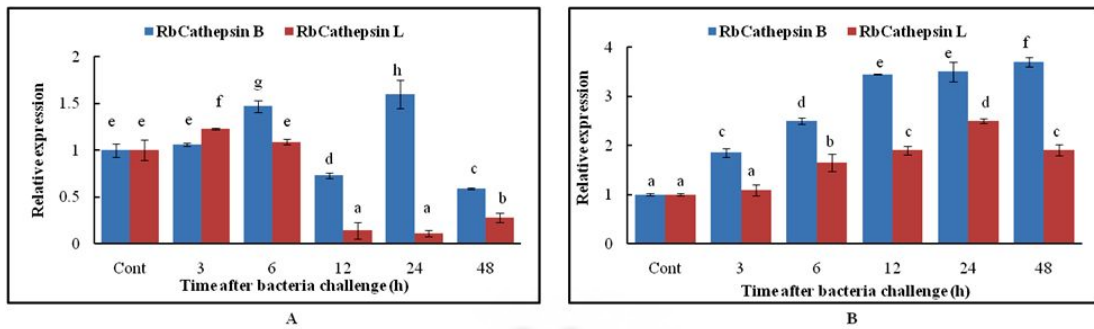 RbCathepsin B RbCathepsin L
2
1.5
1
0.5
0
Relative expression
e e e f g e d a h a c b
Cont 3 6 12 24 48
Time after bacteria challenge (h)
A
RbCathepsin B RbCathepsin L
4
3
2
1
0
Relative expression
a a c a d b e c e d f c
Cont 3 6 12 24 48
Time after bacteria challenge (h)
B